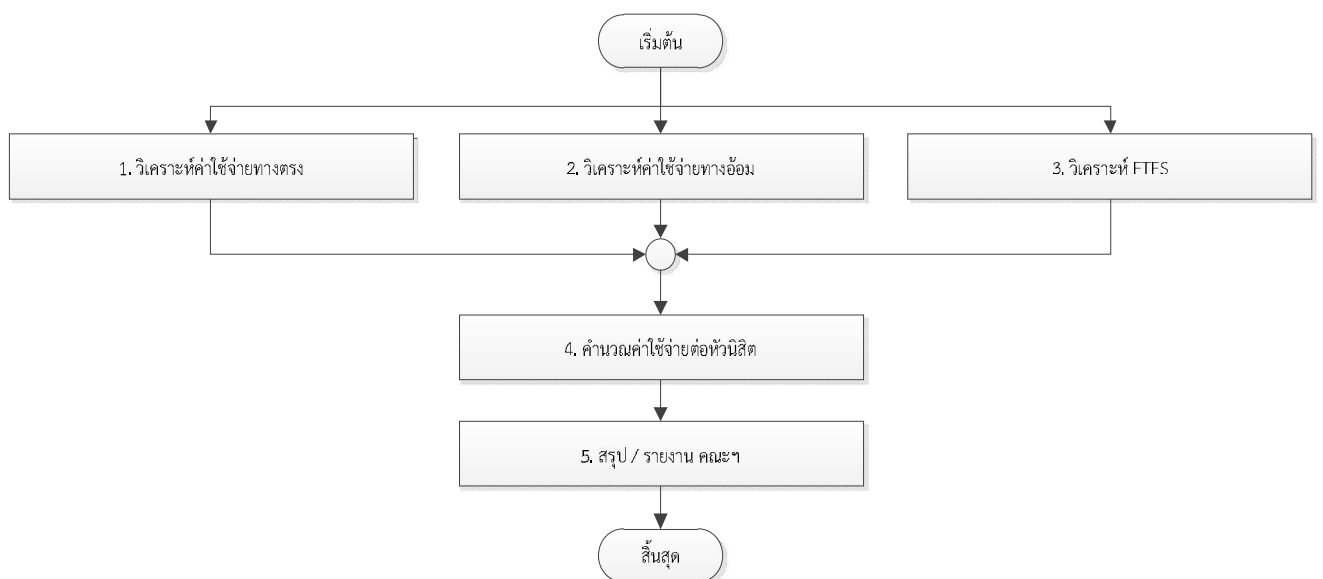 เริ่มต้น
1. วิเคราะห์ค่าใช้จ่ายทางตรง
2. วิเคราะห์ค่าใช้จ่ายทางอ้อม
3. วิเคราะห์ FTES
4. คำนวณค่าใช้จ่ายต่อหัวนิสิต
5. สรุป / รายงาน คณะฯ
สิ้นสุด